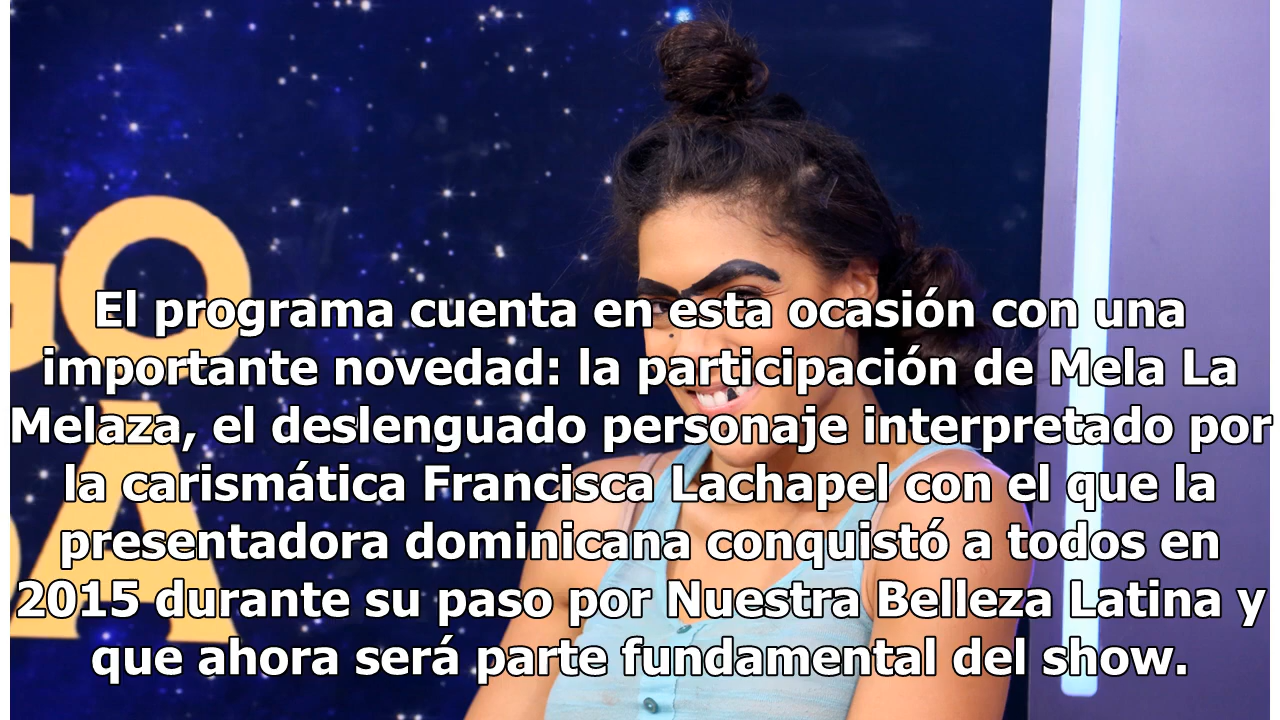 GO
DA
El programa cuenta en esta ocasión con una
importante novedad: la participación de Mela La
Melaza, el deslenguado personaje interpretado por
la carismática Francisca Lachapel con el que la
presentadora dominicana conquistó a todos en
2015 durante su paso por Nuestra Belleza Latina y
que ahora será parte fundamental del show.